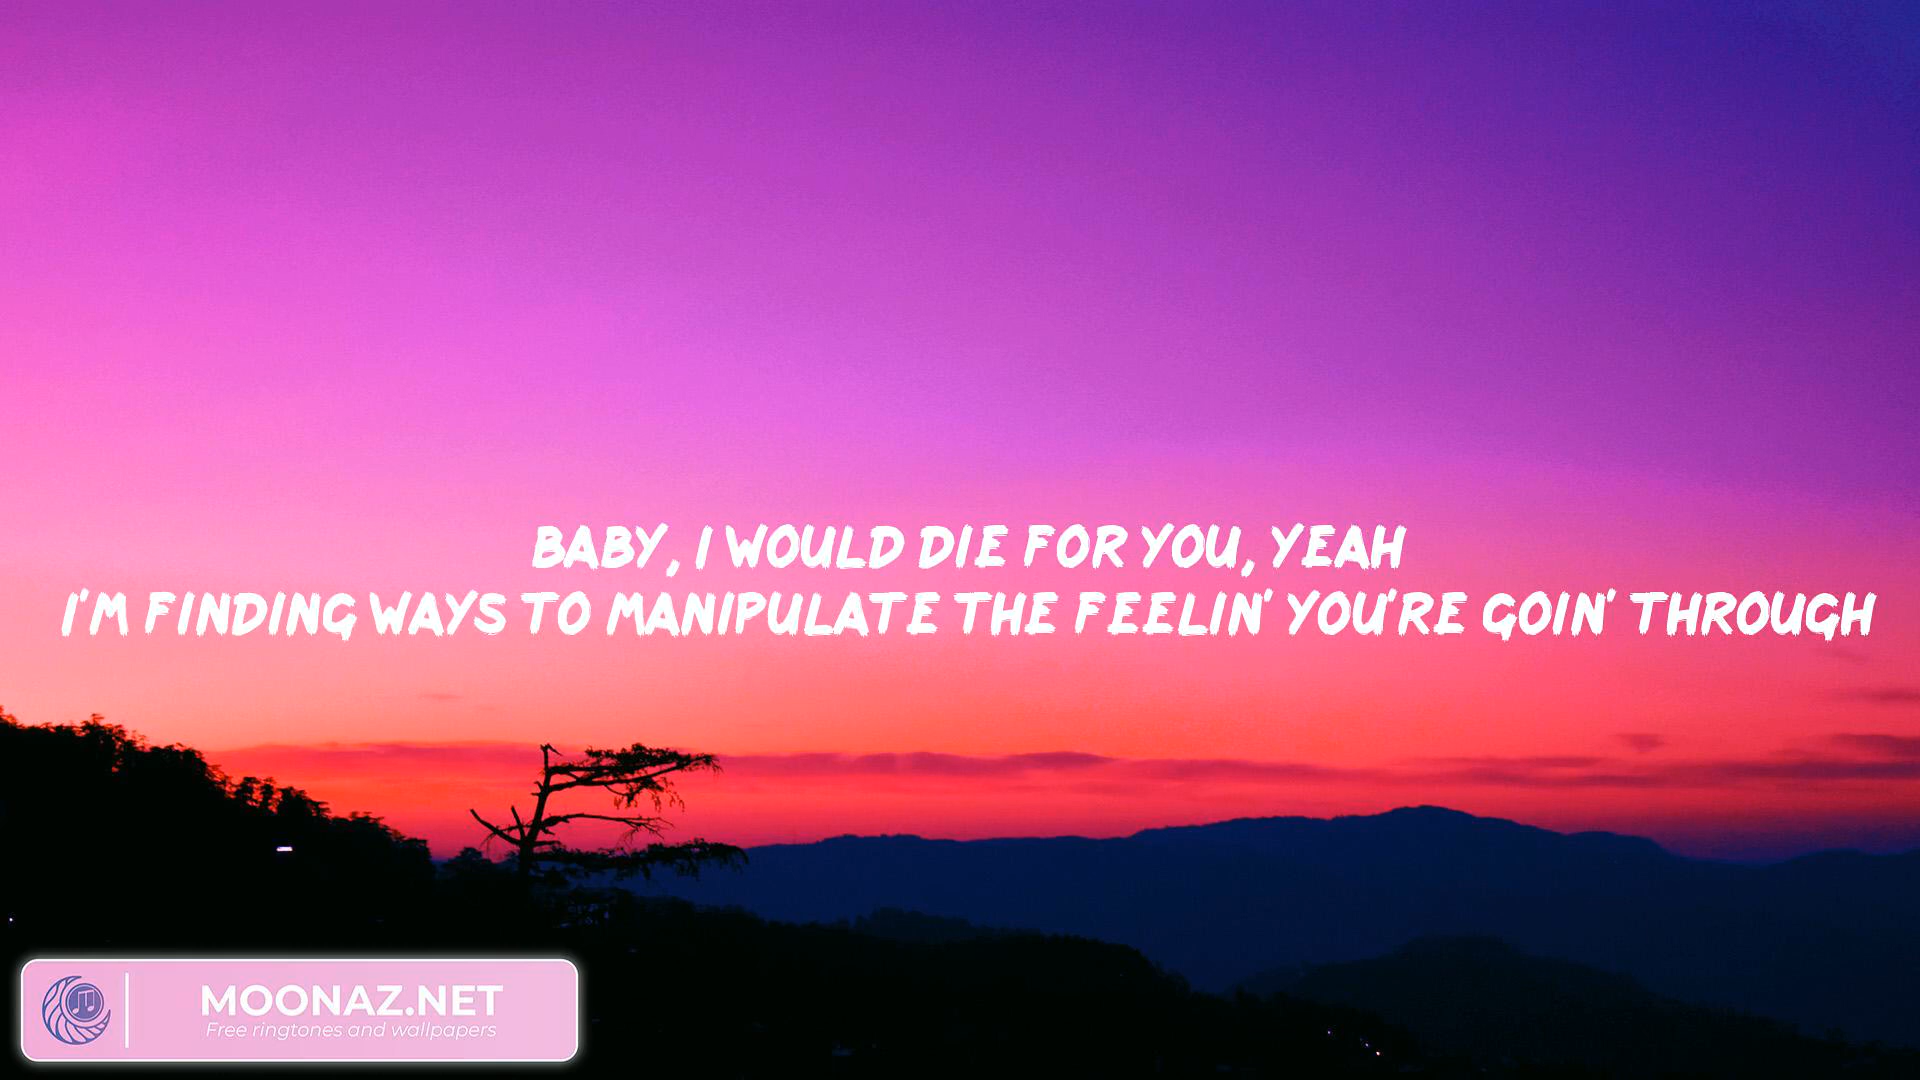 BABY, I WOULD DIE FOR YOU, YEAH
I'M FINDING WAYS TO MANIPULATE THE FEELIN' YOU'RE GOIN' THROUGH
MOONAZ.NET
Free ringtones and wallpapers